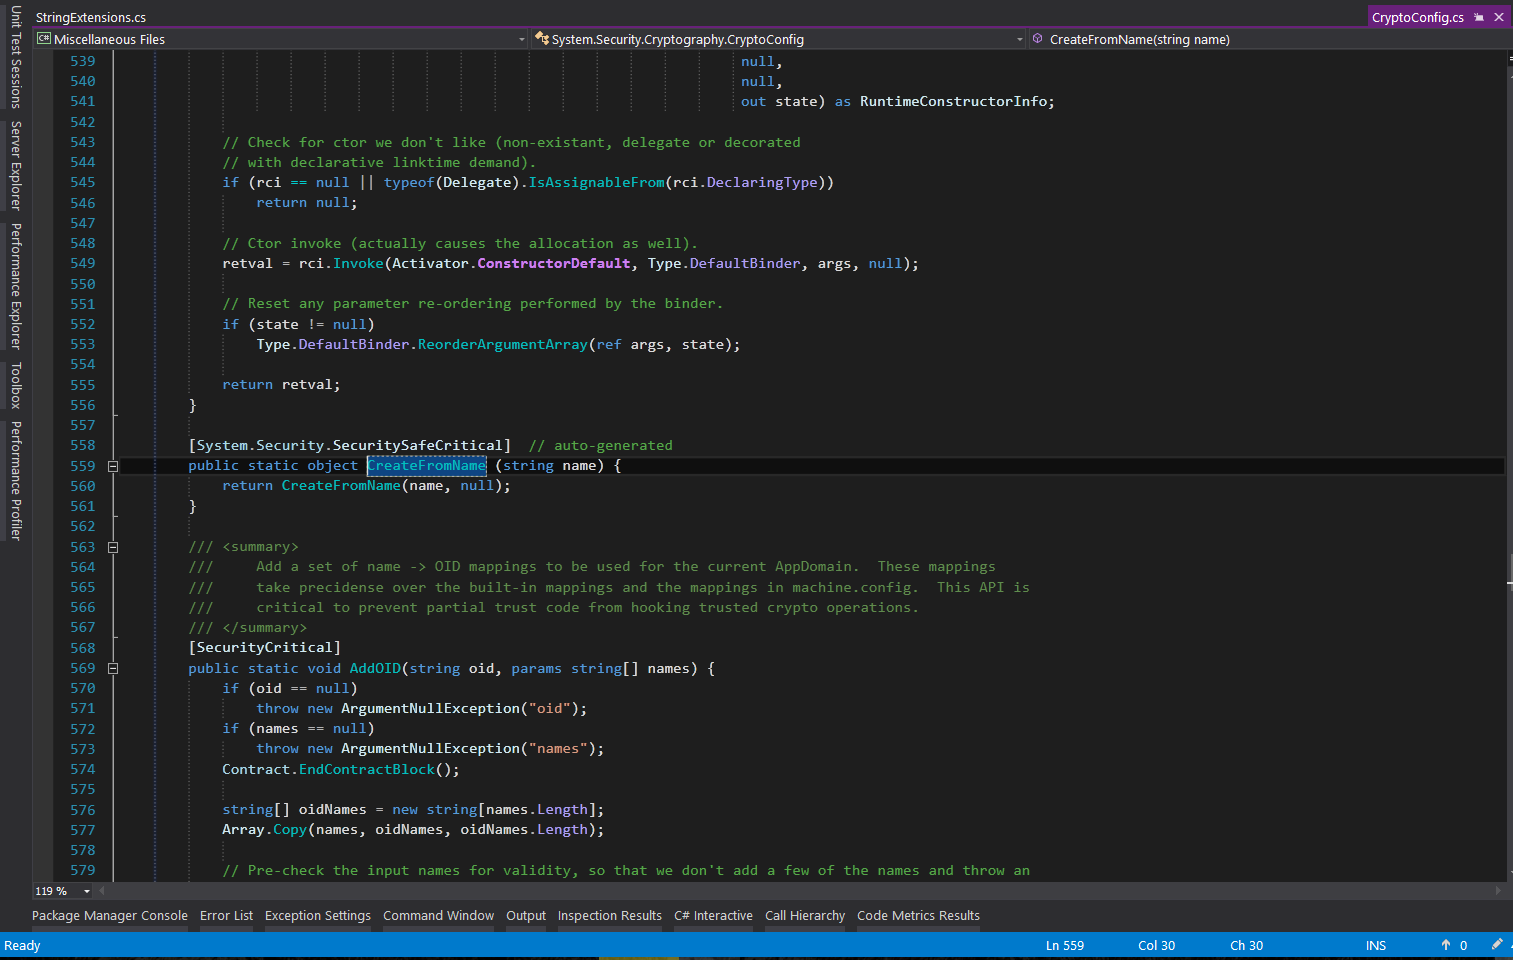 StringExtensions.cs
CryptoConfig.cs
Miscellaneous Files
System.Security.Cryptography.CryptoConfig
CreateFromName(string name)
Unit Test Sessions
Server Explorer
Performance Explorer
Toolbox
Performance Profiler
539 null,
540 null,
541 out state) as RuntimeConstructorInfo;
542
543 // Check for ctor we don't like (non-existant, delegate or decorated
544 // with declarative linktime demand).
545 if (rci == null || typeof(Delegate).IsAssignableFrom(rci.DeclaringType))
546 return null;
547
548 // Ctor invoke (actually causes the allocation as well).
549 retval = rci.Invoke(Activator.ConstructorDefault, Type.DefaultBinder, args, null);
550
551 // Reset any parameter re-ordering performed by the binder.
552 if (state != null)
553 Type.DefaultBinder.ReorderArgumentArray(ref args, state);
554
555 return retval;
556 }
557
558 [System.Security.SecuritySafeCritical]  // auto-generated
559 public static object CreateFromName (string name) {
560 return CreateFromName(name, null);
561 }
562
563 /// <summary>
564 ///     Add a set of name -> OID mappings to be used for the current AppDomain.  These mappings
565 ///     take precidense over the built-in mappings and the mappings in machine.config.  This API is
566 ///     critical to prevent partial trust code from hooking trusted crypto operations.
567 /// </summary>
568 [SecurityCritical]
569 public static void AddOID(string oid, params string[] names) {
570 if (oid == null)
571 throw new ArgumentNullException("oid");
572 if (names == null)
573 throw new ArgumentNullException("names");
574 Contract.EndContractBlock();
575
576 string[] oidNames = new string[names.Length];
577 Array.Copy(names, oidNames, oidNames.Length);
578
579 // Pre-check the input names for validity, so that we don't add a few of the names and throw an
119 %
Package Manager Console Error List Exception Settings Command Window Output Inspection Results C# Interactive Call Hierarchy Code Metrics Results
Ready Ln 559 Col 30 Ch 30 INS 0